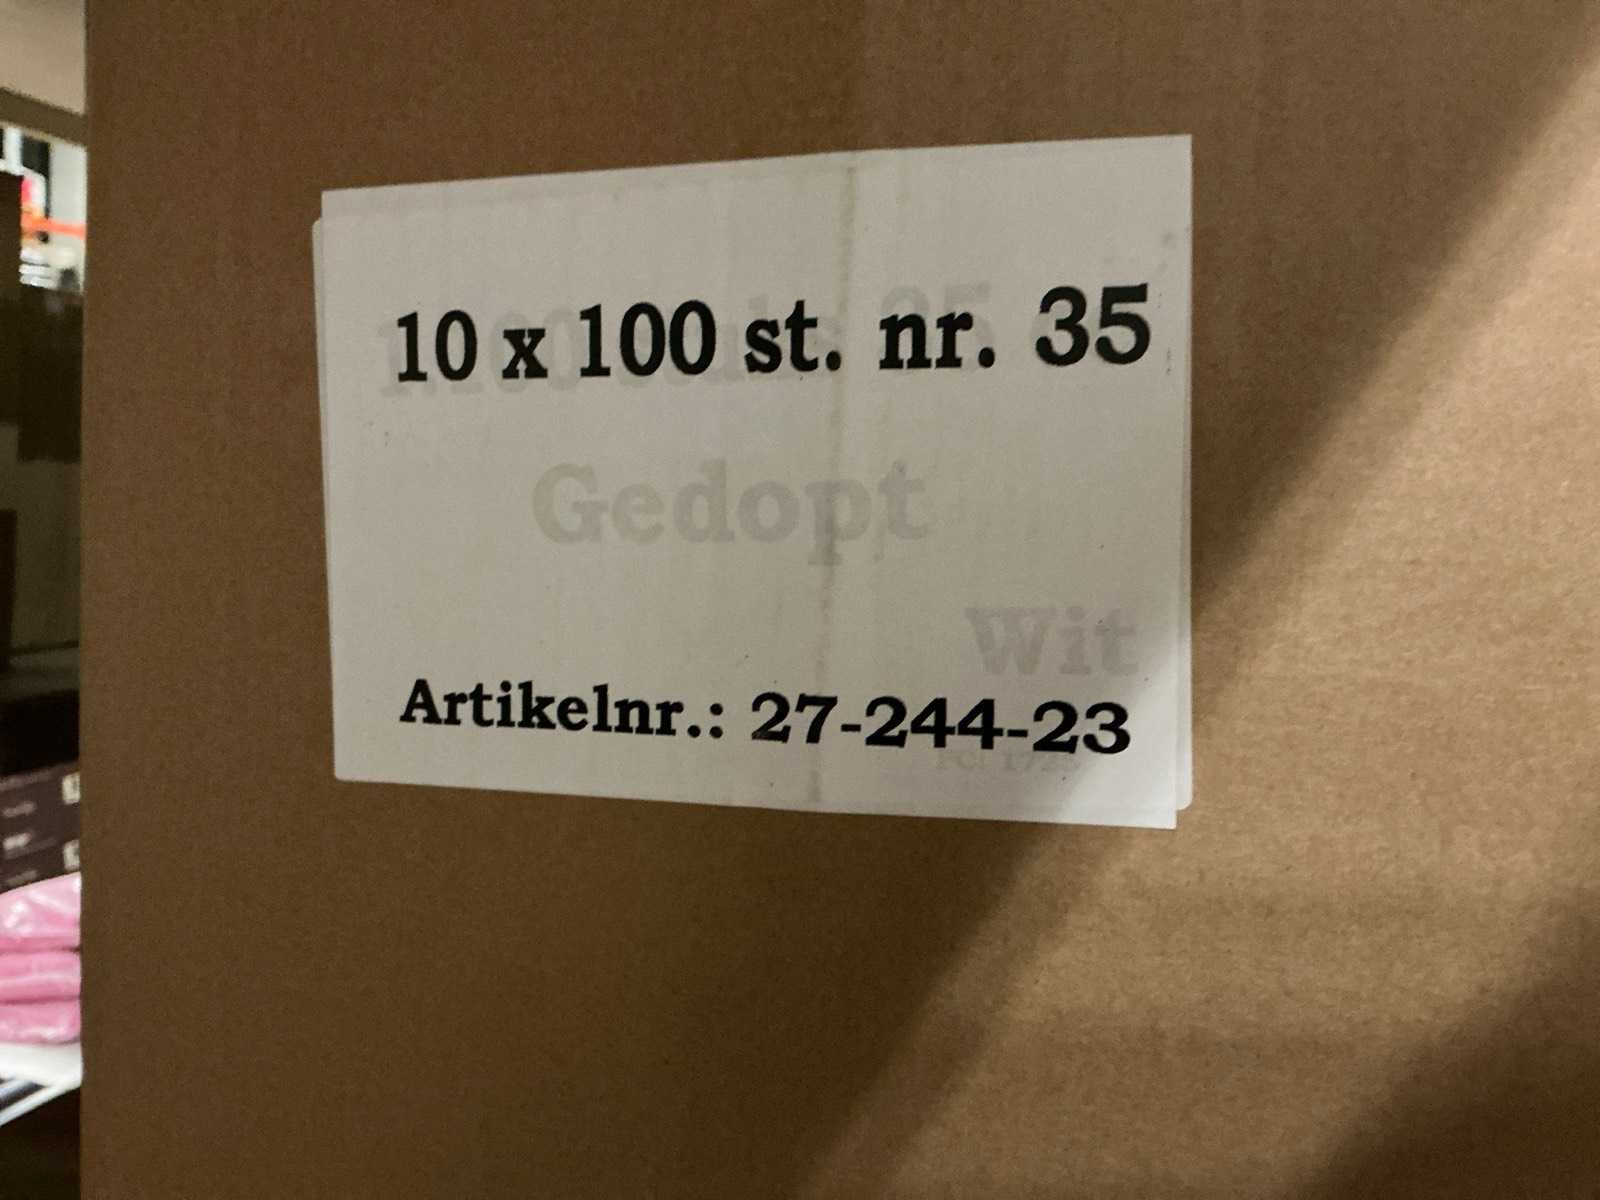 10 x 100 st. nr. 35
Gedopt
Wit
Artikelnr.: 27-244-23